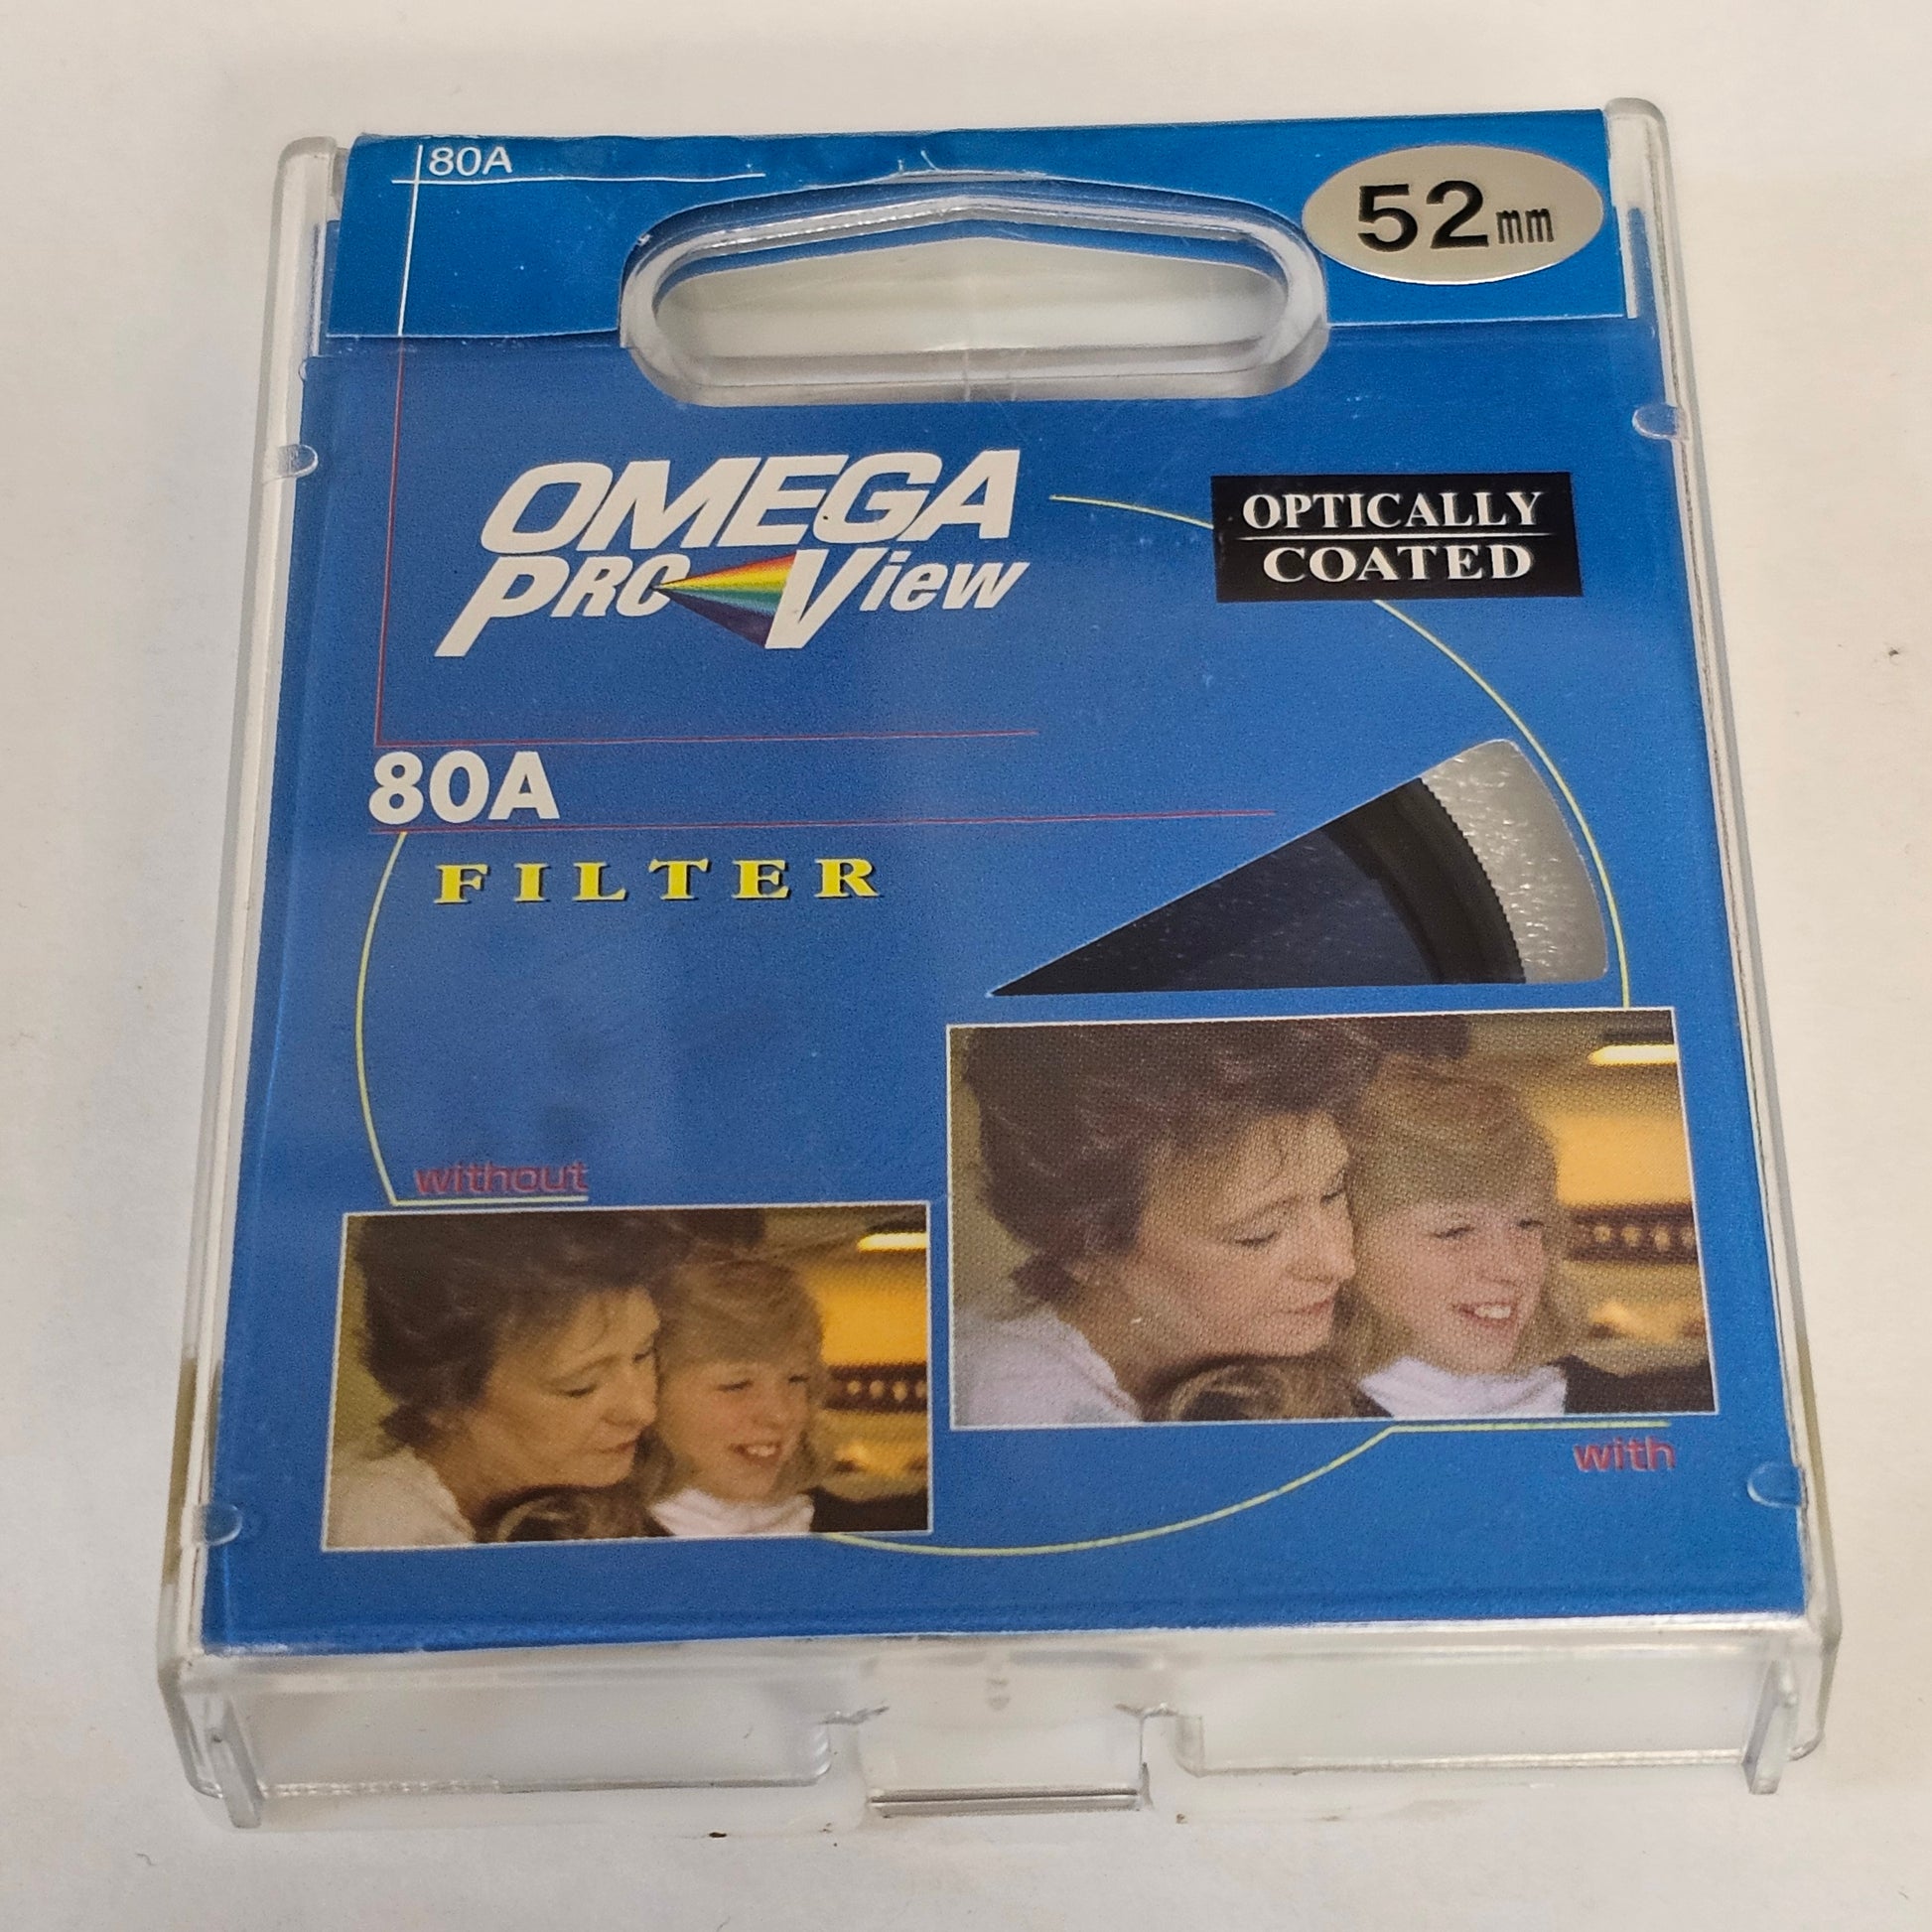 80A
52mm
OMEGA
PRO View
OPTICALLY
COATED
80A
FILTER
without
with